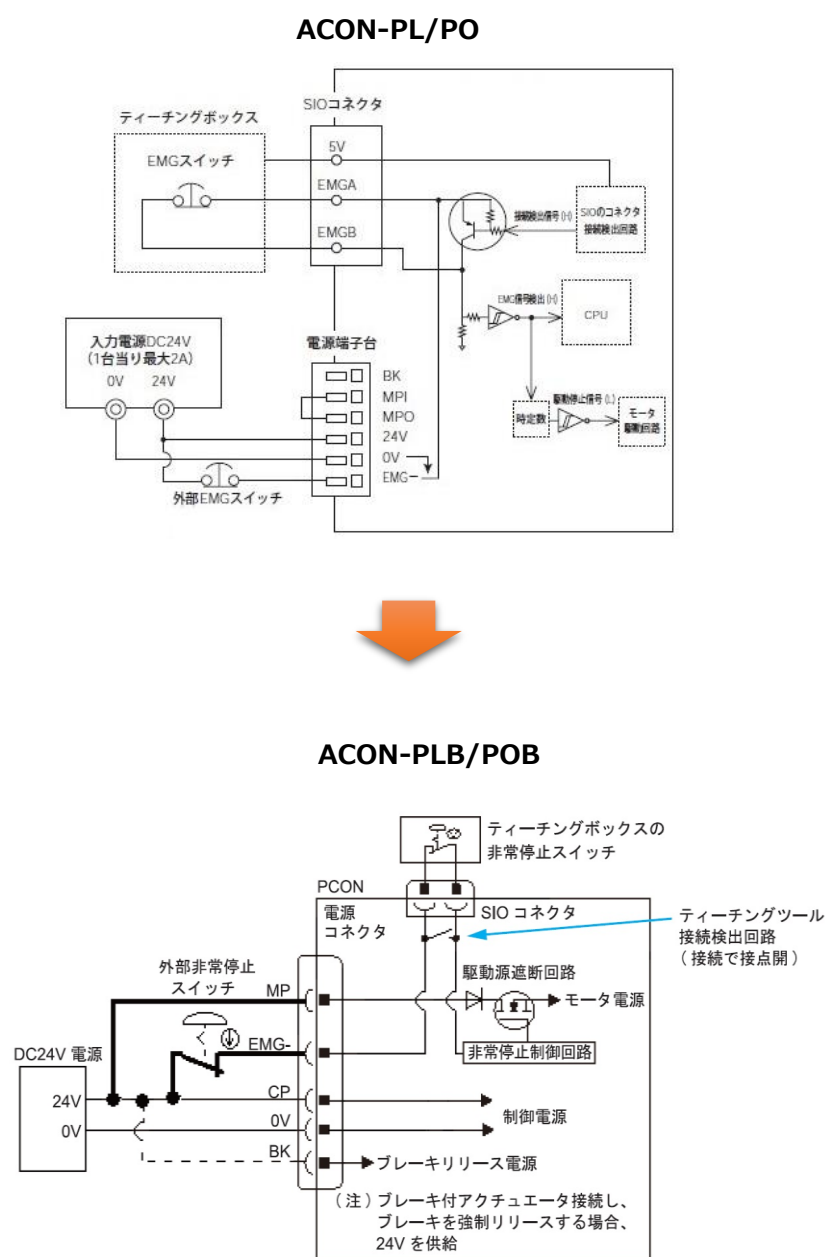 ACON-PL/PO
SIOコネクタ
ティーチングボックス
EMGスイッチ
5V
EMGA
EMGB
接続検出信号(H)
SIOのコネクタ
接続検出回路
EMG信号検出(H)
CPU
入力電源DC24V
(1台当り最大2A)
0V
24V
電源端子台
BK
MPI
MPO
24V
0V
EMG-
外部EMGスイッチ
時定数
駆動停止信号(L)
モータ
駆動回路
ACON-PLB/POB
ティーチングボックスの
非常停止スイッチ
PCON
電源
コネクタ
SIO コネクタ
ティーチングツール
接続検出回路
(接続で接点開)
外部非常停止
スイッチ
MP
駆動源遮断回路
モータ電源
EMG-
非常停止制御回路
DC24V 電源
24V
0V
CP
0V
BK
制御電源
ブレーキリリース電源
(注)ブレーキ付アクチュエータ接続し、
ブレーキを強制リリースする場合、
24V を供給